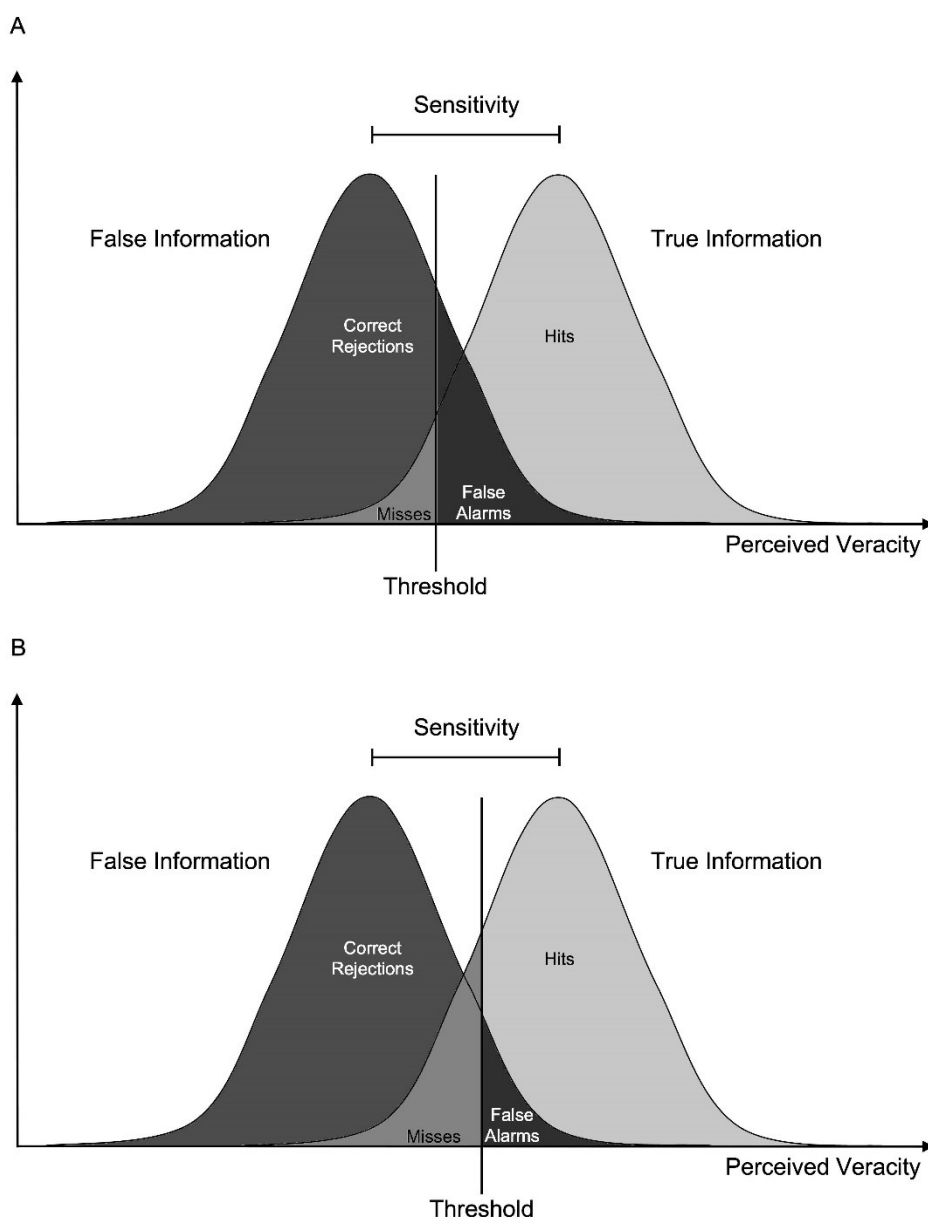 A
Sensitivity
False Information
True Information
Correct
Rejections
Hits
Misses
False
Alarms
Perceived Veracity
Threshold
B
Sensitivity
False Information
True Information
Correct
Rejections
Hits
Misses
False
Alarms
Perceived Veracity
Threshold